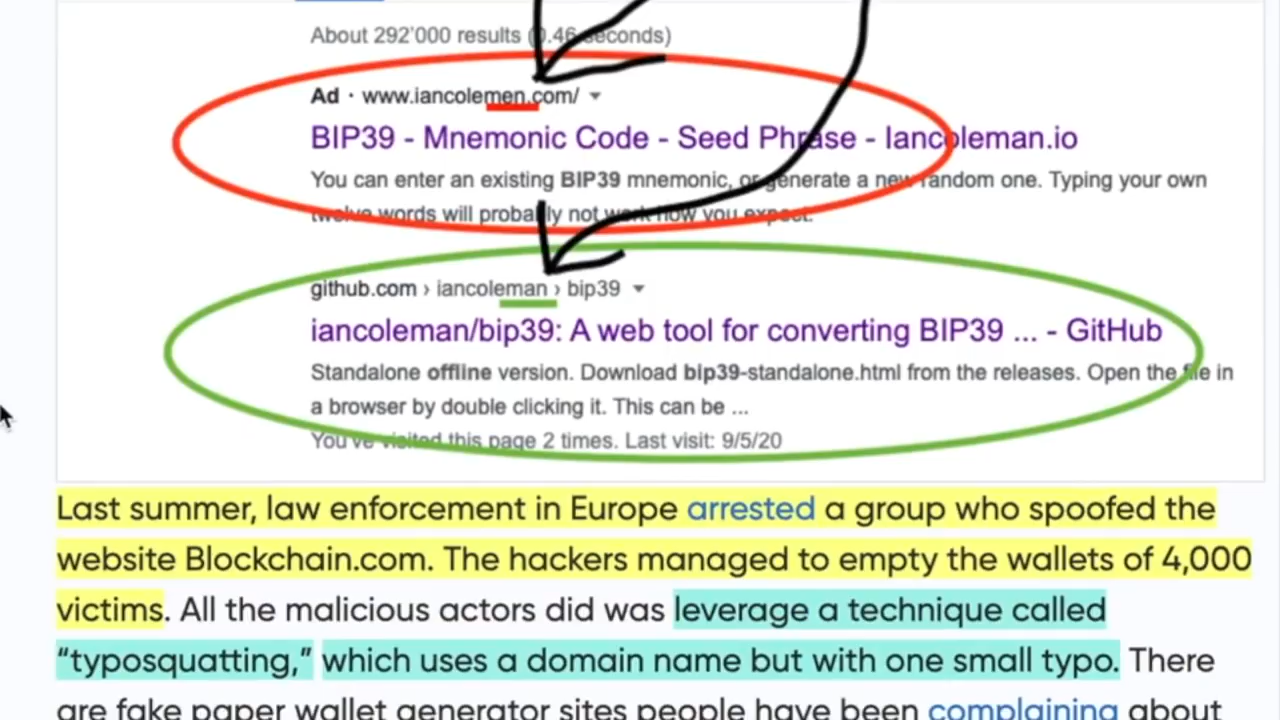 About 292'000 results (0.46 seconds)
Ad · www.iancolemen.com/
BIP39 - Mnemonic Code - Seed Phrase - Iancoleman.io
You can enter an existing BIP39 mnemonic, or generate a new random one. Typing your own
twelve words will probably not work how you expect.
github.com › iancoleman › bip39
iancoleman/bip39: A web tool for converting BIP39 ... - GitHub
Standalone offline version. Download bip39-standalone.html from the releases. Open the file in
a browser by double clicking it. This can be ...
You've visited this page 2 times. Last visit: 9/5/20
Last summer, law enforcement in Europe arrested a group who spoofed the
website Blockchain.com. The hackers managed to empty the wallets of 4,000
victims. All the malicious actors did was leverage a technique called
“typosquatting,” which uses a domain name but with one small typo. There
are fake paper wallet generator sites people have been complaining about